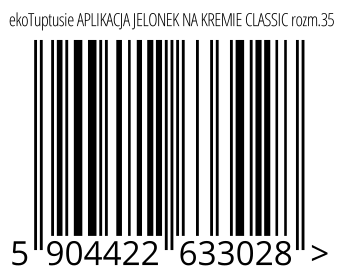 ekoTuptusie APLIKACJA JELONEK NA KREMIE CLASSIC rozm.35
5 904422 633028 >